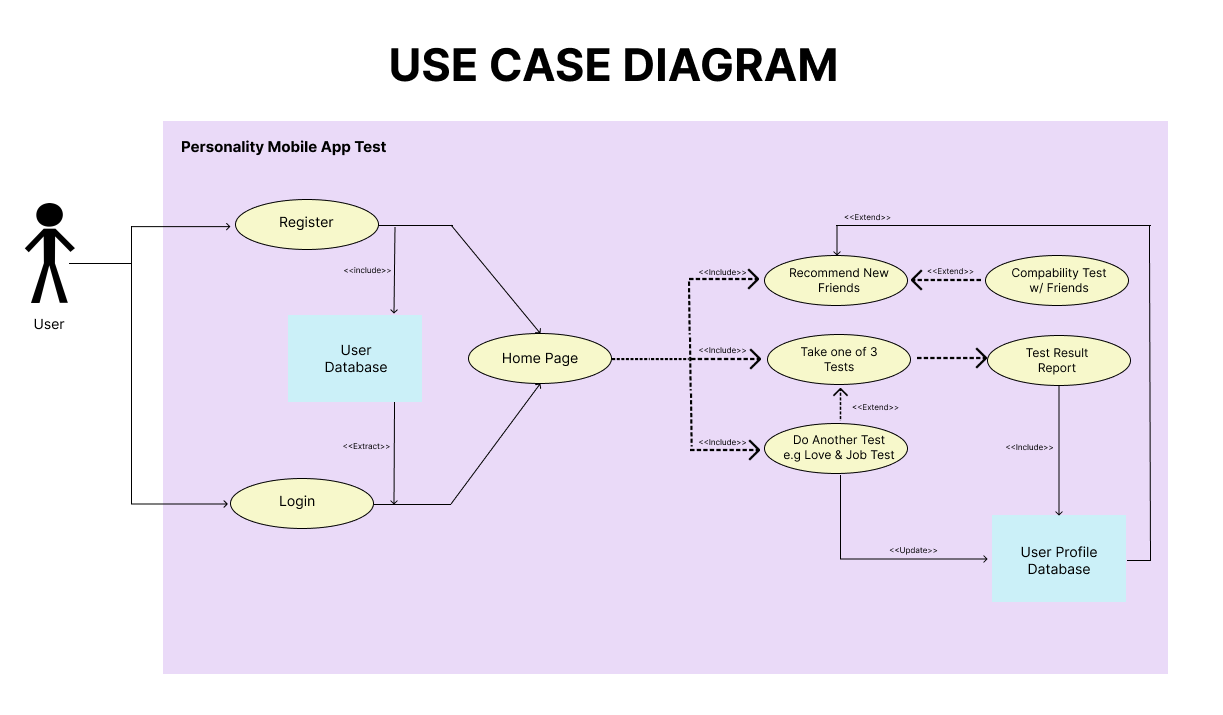 USE CASE DIAGRAM
Personality Mobile App Test
Register
<<Extend>>
<<include>>
<<Include>>
Recommend New
Friends
<<Extend>>
Compability Test
w/ Friends
User
User
Database
Home Page
<<Include>>
Take one of 3
Tests
Test Result
Report
<<Extend>>
<<Extract>>
<<Include>>
Do Another Test
e.g Love & Job Test
<<Include>>
Login
<<Update>>
User Profile
Database